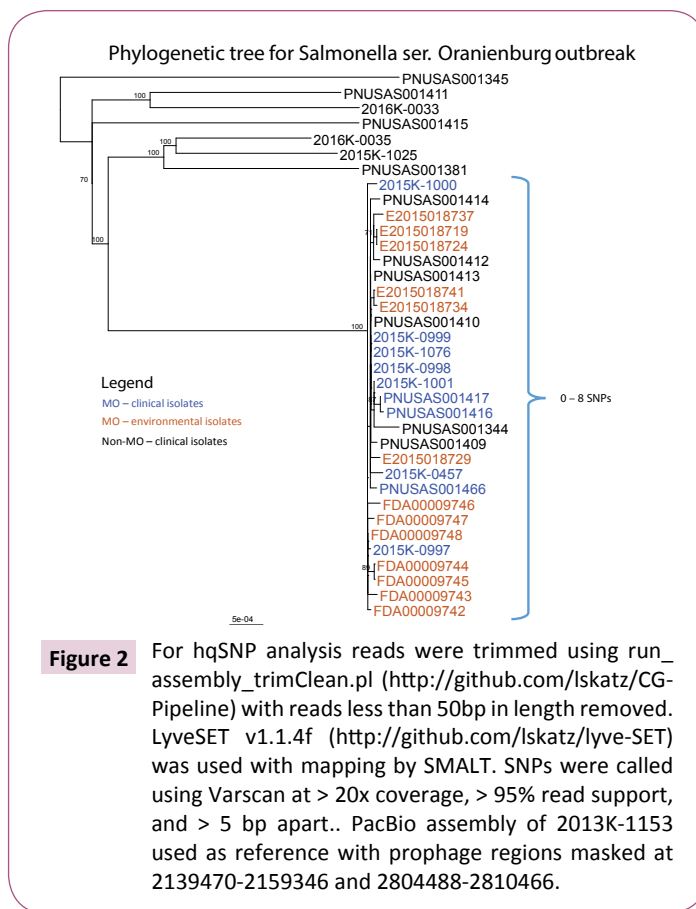 Phylogenetic tree for Salmonella ser. Oranienburg outbreak
PNUSAS001345
100
PNUSAS001411
2016K-0033
PNUSAS001415
2016K-0035
100
2015K-1025
100
PNUSAS001381
70
2015K-1000
PNUSAS001414
E2015018737
E2015018719
E2015018724
PNUSAS001412
100
PNUSAS001413
E2015018741
E2015018734
PNUSAS001410
100
2015K-0999
2015K-1076
2015K-0998
2015K-1001
PNUSAS001417
PNUSAS001416
PNUSAS001344
PNUSAS001409
E2015018729
2015K-0457
PNUSAS001466
FDA00009746
FDA00009747
FDA00009748
2015K-0997
FDA00009744
FDA00009745
FDA00009743
FDA00009742
0 – 8 SNPs
Legend
MO – clinical isolates
MO – environmental isolates
Non-MO – clinical isolates
5e-04
Figure 2
For hqSNP analysis reads were trimmed using run_
assembly_trimClean.pl (http://github.com/lskatz/CG-
Pipeline) with reads less than 50bp in length removed.
LyveSET v1.1.4f (http://github.com/lskatz/lyve-SET)
was used with mapping by SMALT. SNPs were called
using Varscan at > 20x coverage, > 95% read support,
and > 5 bp apart.. PacBio assembly of 2013K-1153
used as reference with prophage regions masked at
2139470-2159346 and 2804488-2810466.